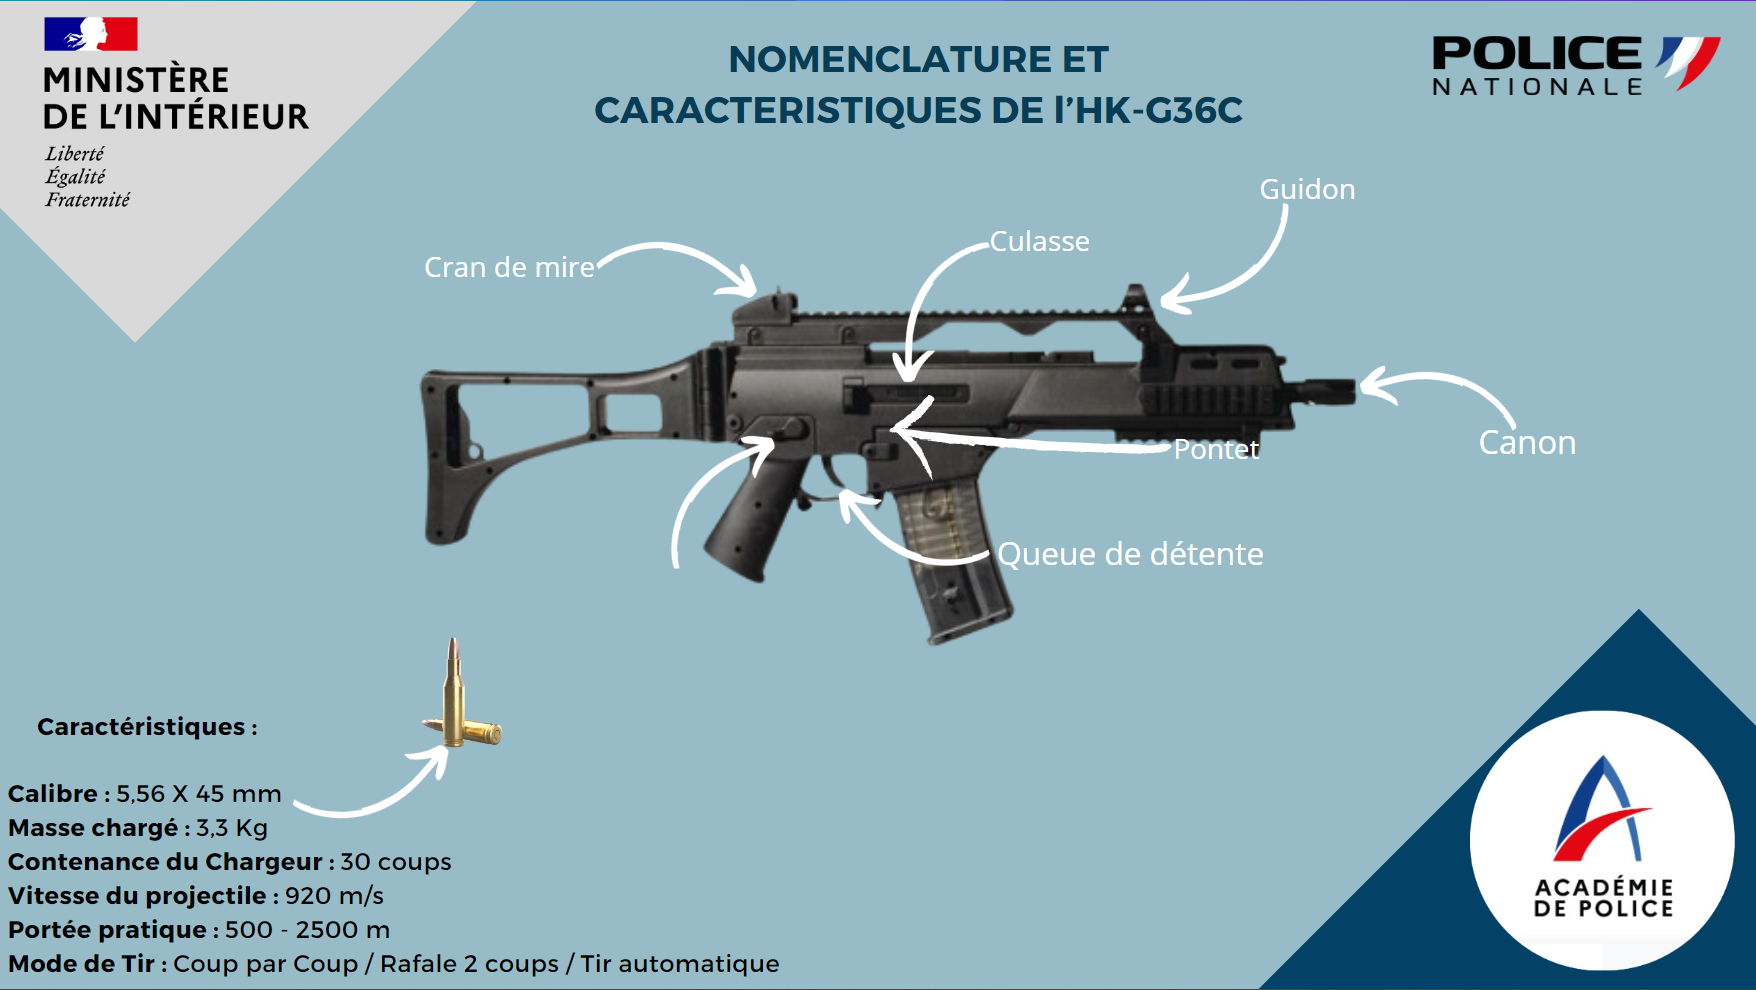 MINISTÈRE
DE L'INTÉRIEUR
Liberté
Égalité
Fraternité
NOMENCLATURE ET
CARACTERISTIQUES DE l'HK-G36C
POLICE
NATIONALE
Guidon
Culasse
Cran de mire
Canon
Pontet
Queue de détente
Caractéristiques :
Calibre : 5,56 X 45 mm
Masse chargé : 3,3 Kg
Contenance du Chargeur : 30 coups
Vitesse du projectile : 920 m/s
Portée pratique : 500 - 2500 m
Mode de Tir : Coup par Coup / Rafale 2 coups / Tir automatique
ACADÉMIE
DE POLICE